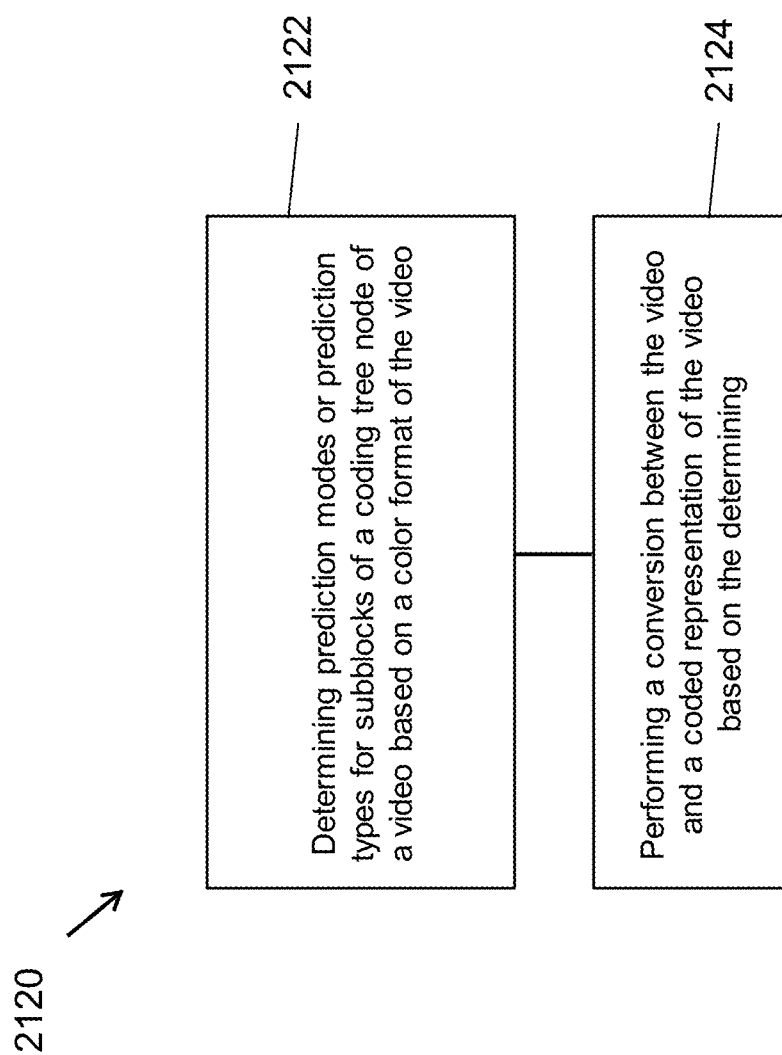 2120
2122
Determining prediction modes or prediction
types for subblocks of a coding tree node of
a video based on a color format of the video
2124
Performing a conversion between the video
and a coded representation of the video
based on the determining